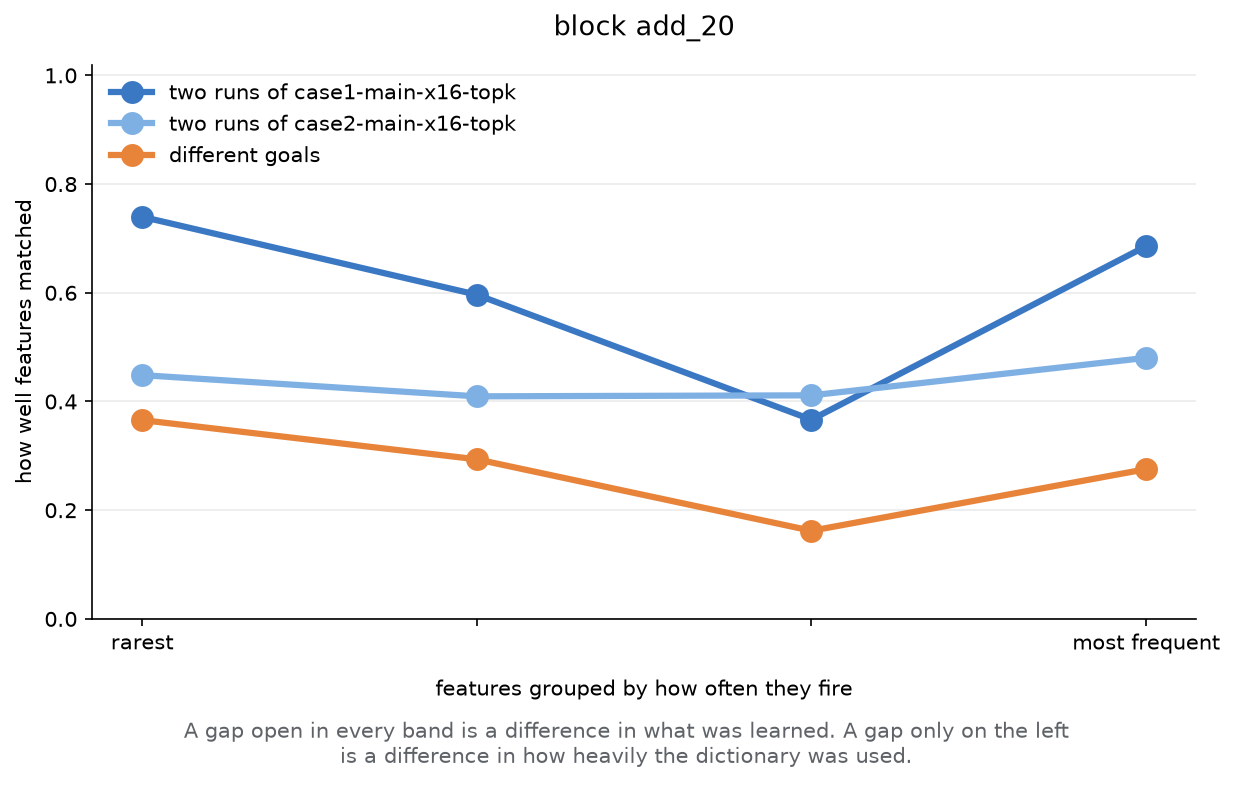 block add_20
1.0
0.8
0.6
0.4
0.2
0.0
how well features matched
two runs of case1-main-x16-topk
two runs of case2-main-x16-topk
different goals
rarest
most frequent
features grouped by how often they fire
A gap open in every band is a difference in what was learned. A gap only on the left
is a difference in how heavily the dictionary was used.